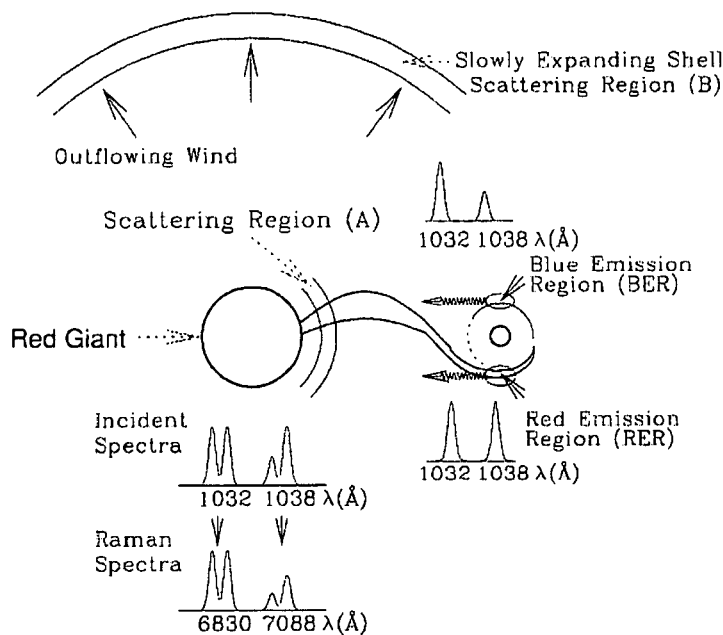 Slowly Expanding Shell
Scattering Region (B)
Outflowing Wind
Scattering Region (A)
1032 1038 λ(Å)
Blue Emission
Region (BER)
Red Giant
Incident
Spectra
1032 1038 λ(Å)
Red Emission
Region (RER)
1032 1038 λ(Å)
Raman
Spectra
6830 7088 λ(Å)